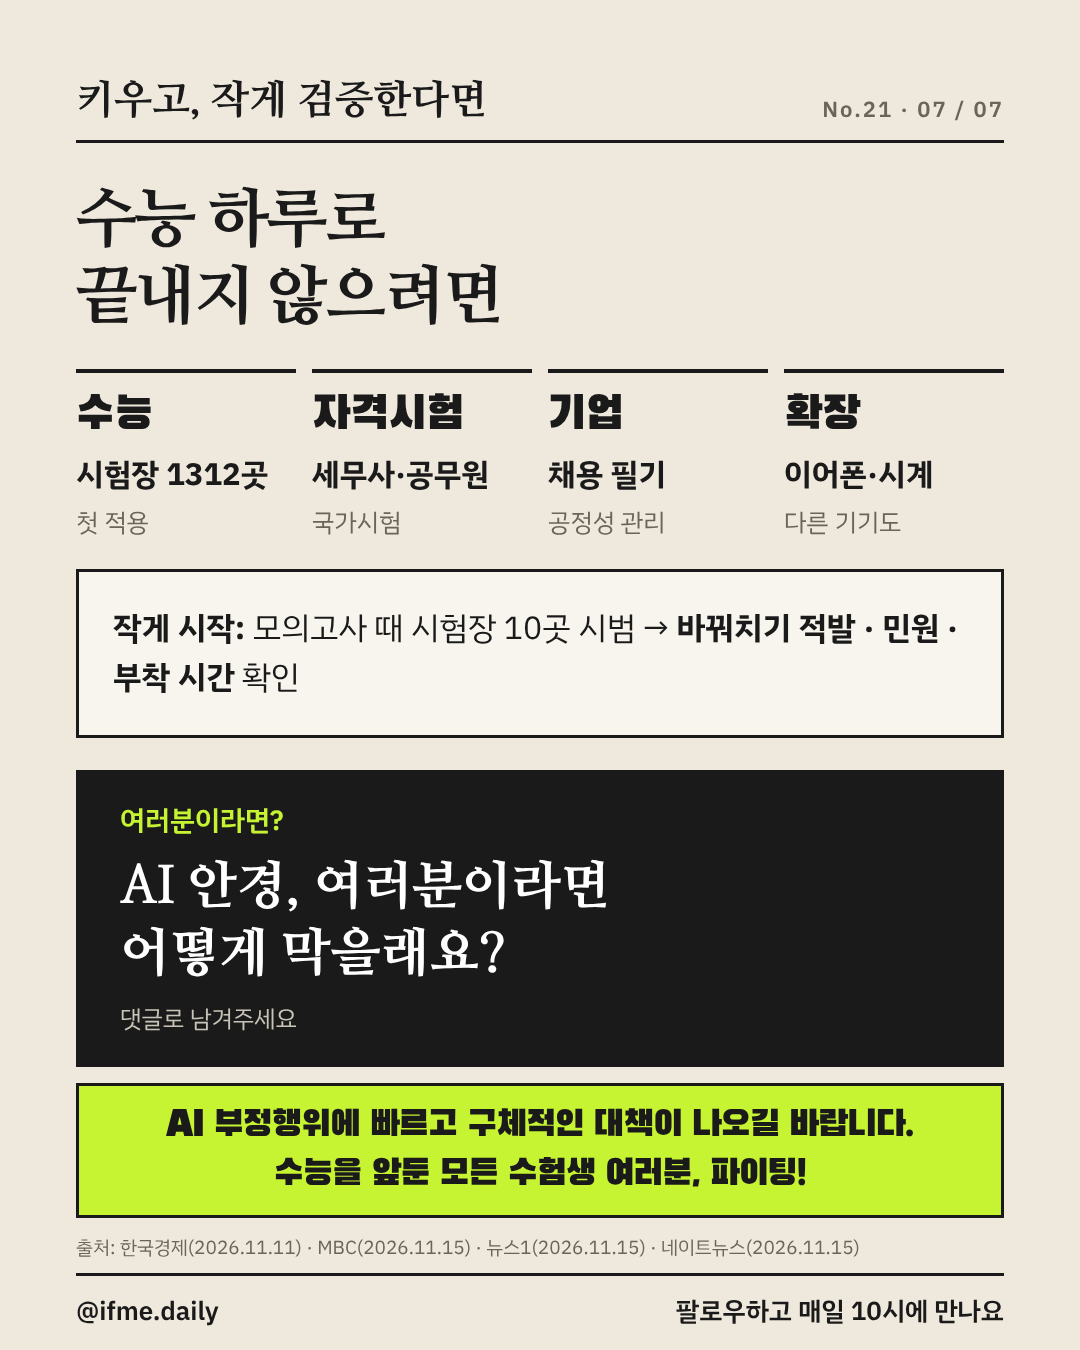 키우고, 작게 검증한다면
No.21 · 07 / 07
수능 하루로
끝내지 않으려면
수능
시험장 1312곳
첫 적용
자격시험
세무사·공무원
국가시험
기업
채용 필기
공정성 관리
확장
이어폰·시계
다른 기기도
작게 시작: 모의고사 때 시험장 10곳 시범 → 바꿔치기 적발 · 민원 ·
부착 시간 확인
여러분이라면?
AI 안경, 여러분이라면
어떻게 막을래요?
댓글로 남겨주세요
AI 부정행위에 빠르고 구체적인 대책이 나오길 바랍니다.
수능을 앞둔 모든 수험생 여러분, 파이팅!
출처: 한국경제(2026.11.11) · MBC(2026.11.15) · 뉴스1(2026.11.15) · 네이트뉴스(2026.11.15)
@ifme.daily
팔로우하고 매일 10시에 만나요